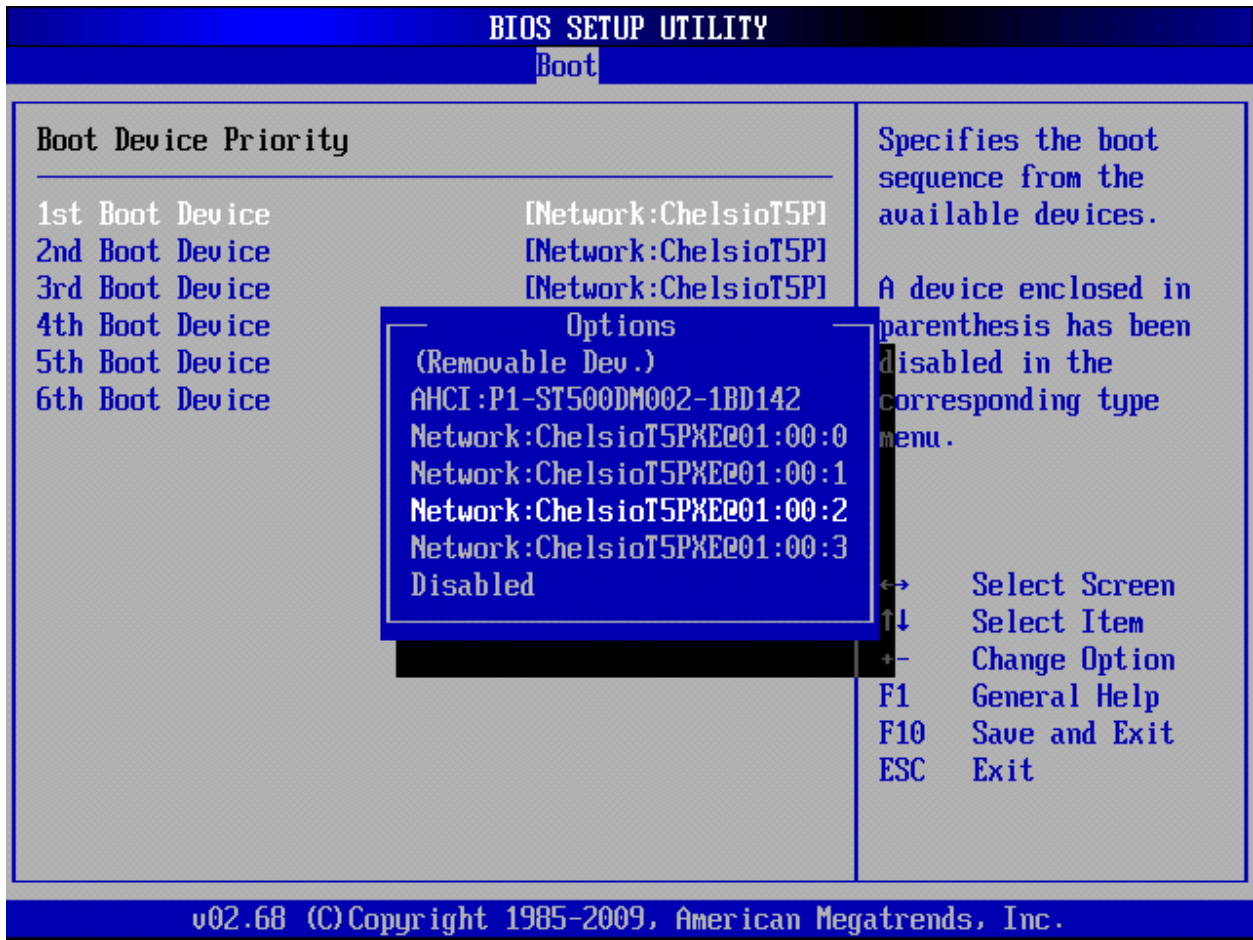 BIOS SETUP UTILITY
Boot
Boot Device Priority
1st Boot Device [Network:ChelsioT5P]
2nd Boot Device [Network:ChelsioT5P]
3rd Boot Device [Network:ChelsioT5P]
4th Boot Device
5th Boot Device
6th Boot Device
Options
(Removable Dev.)
AHCI:P1-ST500DM002-1BD142
Network:ChelsioT5PXE@01:00:0
Network:ChelsioT5PXE@01:00:1
Network:ChelsioT5PXE@01:00:2
Network:ChelsioT5PXE@01:00:3
Disabled
Specifies the boot
sequence from the
available devices.
A device enclosed in
parenthesis has been
disabled in the
corresponding type
menu.
←→ Select Screen
↑↓ Select Item
+- Change Option
F1 General Help
F10 Save and Exit
ESC Exit
v02.68 (C)Copyright 1985-2009, American Megatrends, Inc.